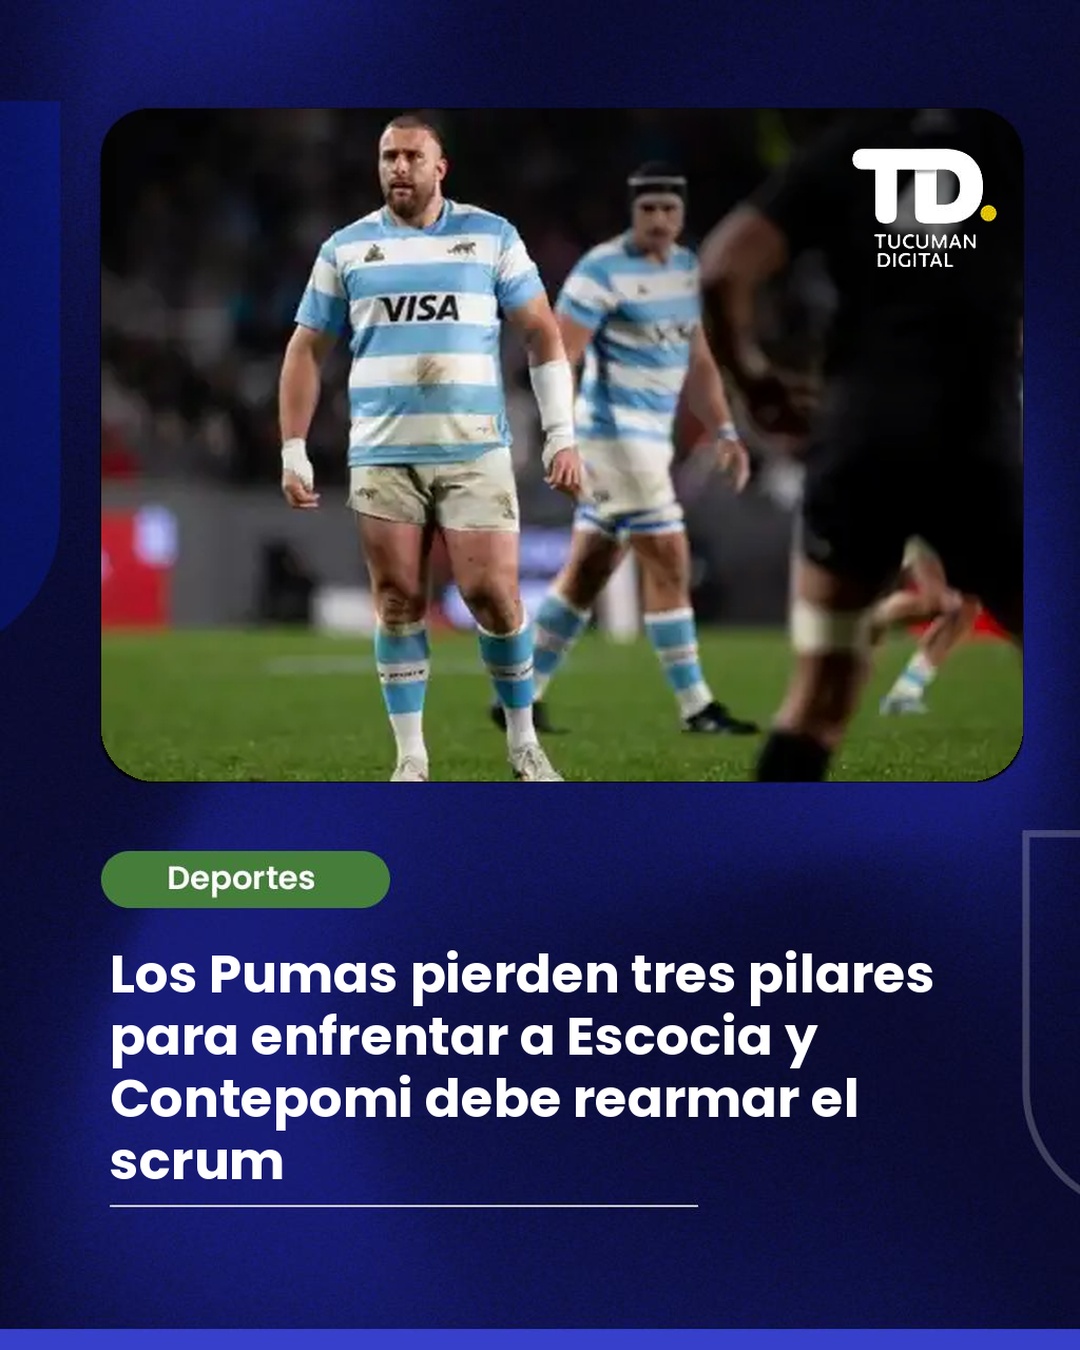 TD.
TUCUMAN
DIGITAL
VISA
Deportes
Los Pumas pierden tres pilares
para enfrentar a Escocia y
Contepomi debe rearmar el
scrum